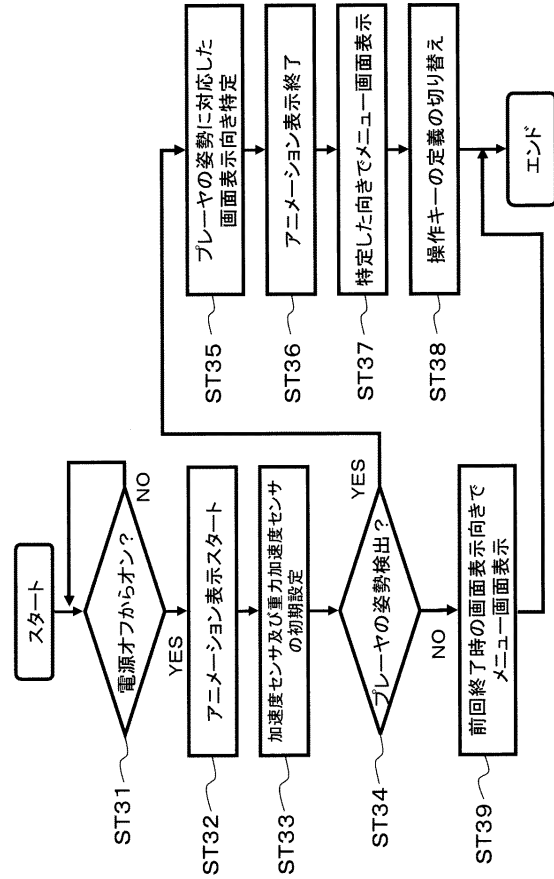 スタート
電源オフからオン？
NO
YES
ST31
アニメーション表示スタート
ST32
加速度センサ及び重力加速度センサ
の初期設定
ST33
プレーヤの姿勢検出？
YES
NO
ST34
前回終了時の画面表示向きで
メニュー画面表示
ST39
プレーヤの姿勢に対応した
画面表示向き特定
ST35
アニメーション表示終了
ST36
特定した向きでメニュー画面表示
ST37
操作キーの定義の切り替え
ST38
エンド